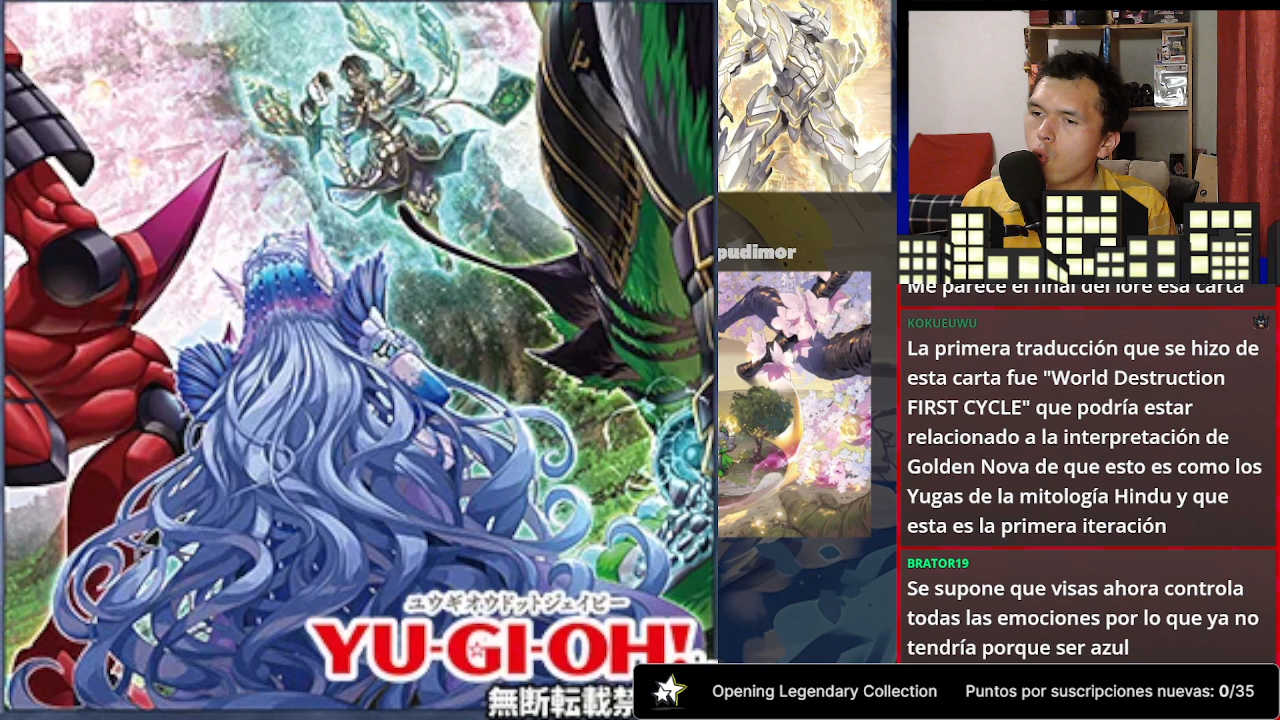 pudimor
ユウギオウドットジェイピー
YU-GI-OH!
無断転載禁
Me parece el final del lore esa carta
KOKUEUWU
La primera traducción que se hizo de
esta carta fue "World Destruction
FIRST CYCLE" que podría estar
relacionado a la interpretación de
Golden Nova de que esto es como los
Yugas de la mitología Hindu y que
esta es la primera iteración
BRATOR19
Se supone que visas ahora controla
todas las emociones por lo que ya no
tendría porque ser azul
Opening Legendary Collection
Puntos por suscripciones nuevas: 0/35